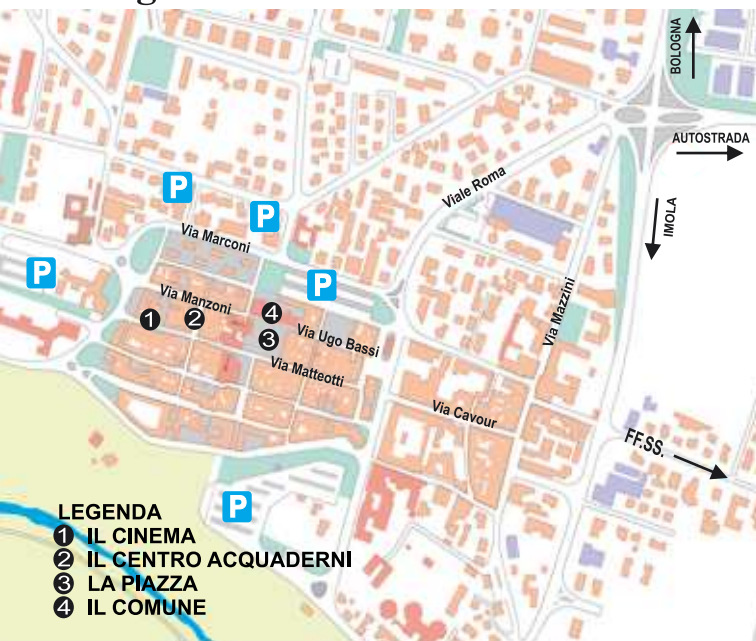 BOLOGNA
AUTOSTRADA
IMOLA
Viale Roma
P
P
Via Marconi
P
P
Via Manzoni
Via Mazzini
1
2
4
3
Via Ugo Bassi
Via Matteotti
Via Cavour
FF.SS.
P
LEGENDA
1 IL CINEMA
2 IL CENTRO ACQUADERNI
3 LA PIAZZA
4 IL COMUNE